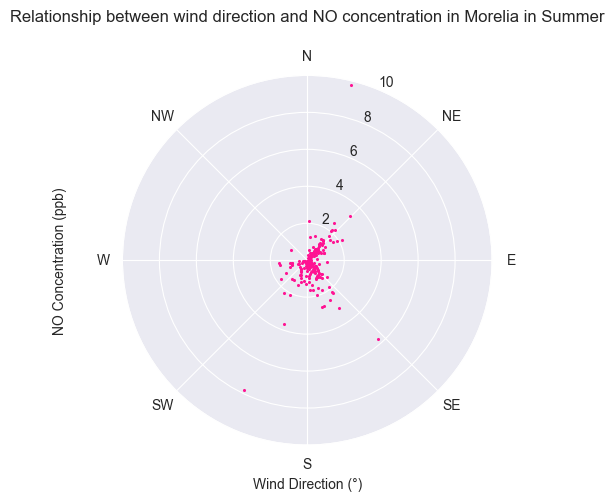 Relationship between wind direction and NO concentration in Morelia in Summer
N
10
8
NW
NE
6
4
2
NO Concentration (ppb)
W
E
SW
SE
S
Wind Direction (°)